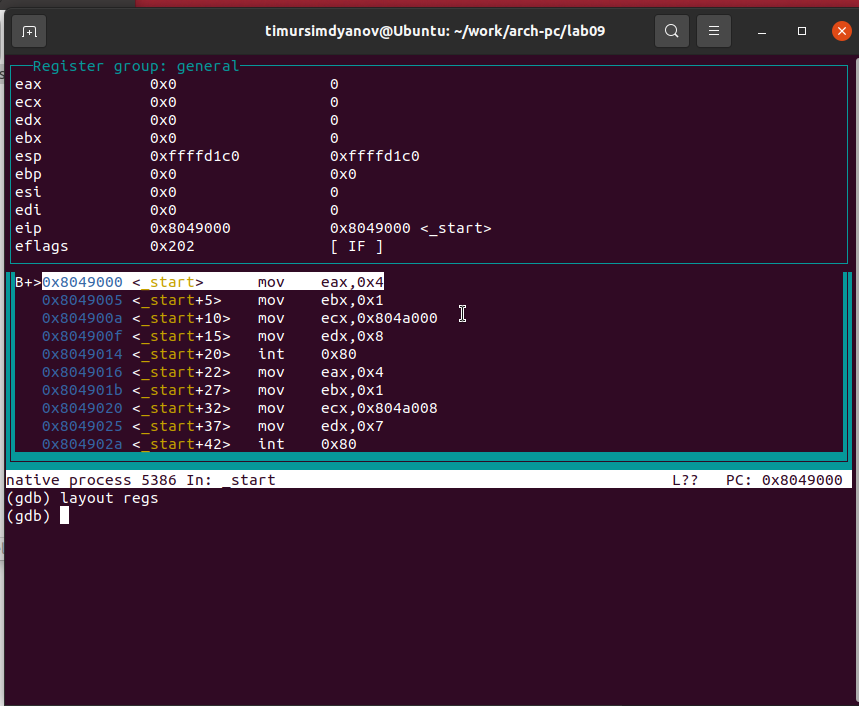 timursimdyanov@Ubuntu: ~/work/arch-pc/lab09
Register group: general
eax 0x0 0
ecx 0x0 0
edx 0x0 0
ebx 0x0 0
esp 0xffffd1c0 0xffffd1c0
ebp 0x0 0x0
esi 0x0 0
edi 0x0 0
eip 0x8049000 0x8049000 <_start>
eflags 0x202 [ IF ]
B+>0x8049000 <_start> mov eax,0x4
0x8049005 <_start+5> mov ebx,0x1
0x804900a <_start+10> mov ecx,0x804a000
0x804900f <_start+15> mov edx,0x8
0x8049014 <_start+20> int 0x80
0x8049016 <_start+22> mov eax,0x4
0x804901b <_start+27> mov ebx,0x1
0x8049020 <_start+32> mov ecx,0x804a008
0x8049025 <_start+37> mov edx,0x7
0x804902a <_start+42> int 0x80
native process 5386 In: _start L?? PC: 0x8049000
(gdb) layout regs
(gdb)